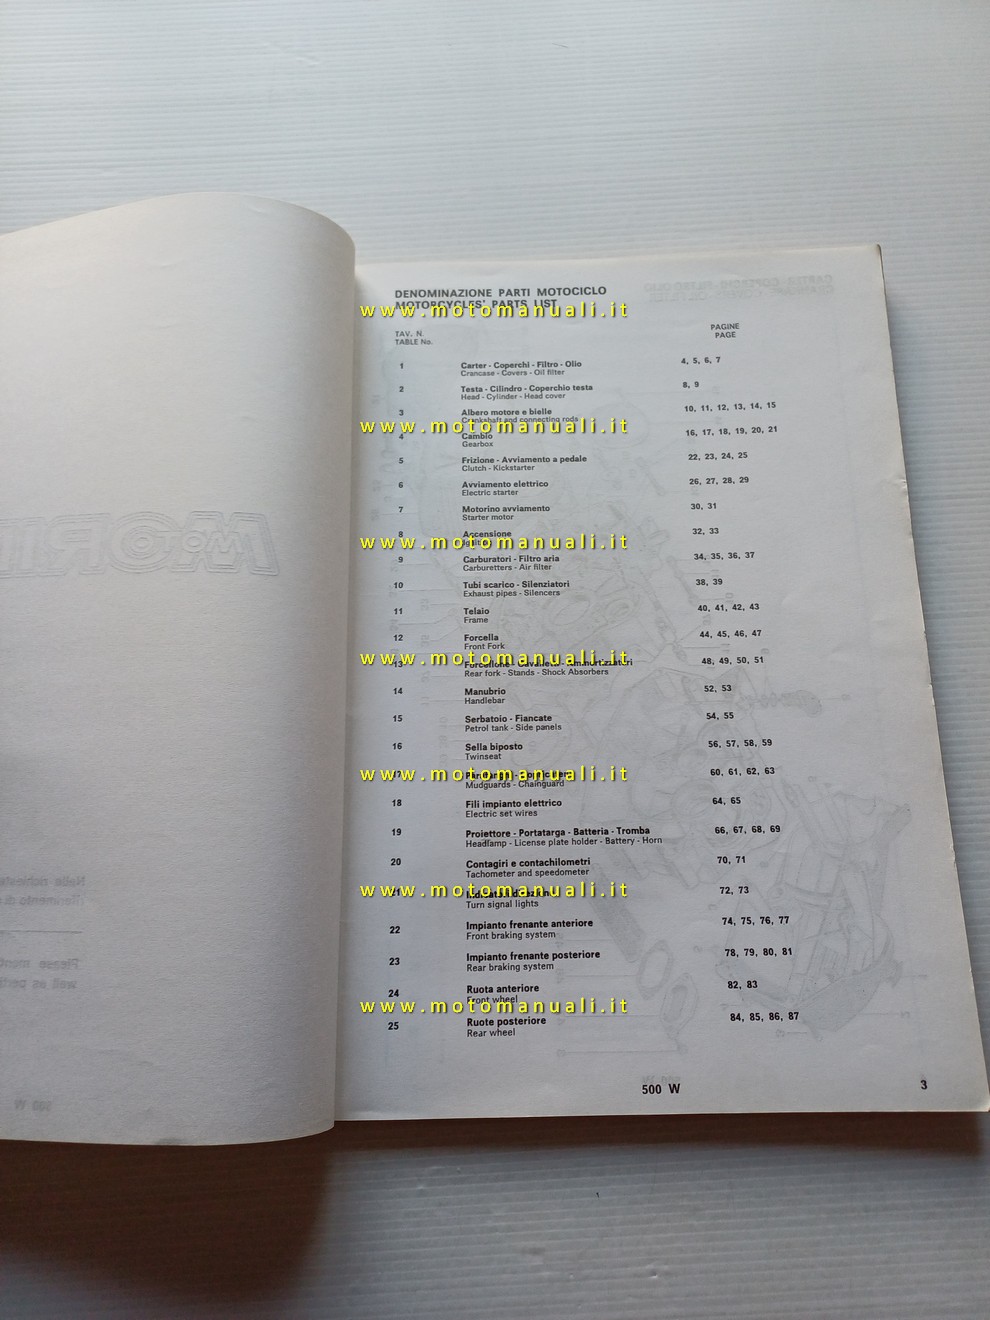 DENOMINAZIONE PARTI MOTOCICLO
MOTORCYCLES' PARTS LIST
www.motomanuali.it
TAV. N. PAGINE
TABLE No. PAGE
1 Carter - Coperchi - Filtro - Olio 4, 5, 6, 7
Crancase - Covers - Oil filter
2 Testa - Cilindro - Coperchio testa 8, 9
Head - Cylinder - Head cover
3 Albero motore e bielle 10, 11, 12, 13, 14, 15
Crankshaft and connecting rods
www.motomanuali.it
4 Cambio 16, 17, 18, 19, 20, 21
Gearbox
5 Frizione - Avviamento a pedale 22, 23, 24, 25
Clutch - Kickstarter
6 Avviamento elettrico 26, 27, 28, 29
Electric starter
7 Motorino avviamento 30, 31
Starter motor
8 Accensione 32, 33
www.motomanuali.it
9 Carburatori - Filtro aria 34, 35, 36, 37
Carburetters - Air filter
10 Tubi scarico - Silenziatori 38, 39
Exhaust pipes - Silencers
11 Telaio 40, 41, 42, 43
Frame
12 Forcella 44, 45, 46, 47
Front Fork
www.motomanuali.it
13 Forcellone - Cavalletti - Ammortizzatori 48, 49, 50, 51
Rear fork - Stands - Shock Absorbers
14 Manubrio 52, 53
Handlebar
15 Serbatoio - Fiancate 54, 55
Petrol tank - Side panels
16 Sella biposto 56, 57, 58, 59
Twinseat
www.motomanuali.it
17 60, 61, 62, 63
Mudguards - Chainguard
18 Fili impianto elettrico 64, 65
Electric set wires
19 Proiettore - Portatarga - Batteria - Tromba 66, 67, 68, 69
Headlamp - License plate holder - Battery - Horn
20 Contagiri e contachilometri 70, 71
Tachometer and speedometer
www.motomanuali.it
21 72, 73
Turn signal lights
22 Impianto frenante anteriore 74, 75, 76, 77
Front braking system
23 Impianto frenante posteriore 78, 79, 80, 81
Rear braking system
24 Ruota anteriore 82, 83
Front wheel
www.motomanuali.it
25 Ruote posteriore 84, 85, 86, 87
Rear wheel
500 W 3